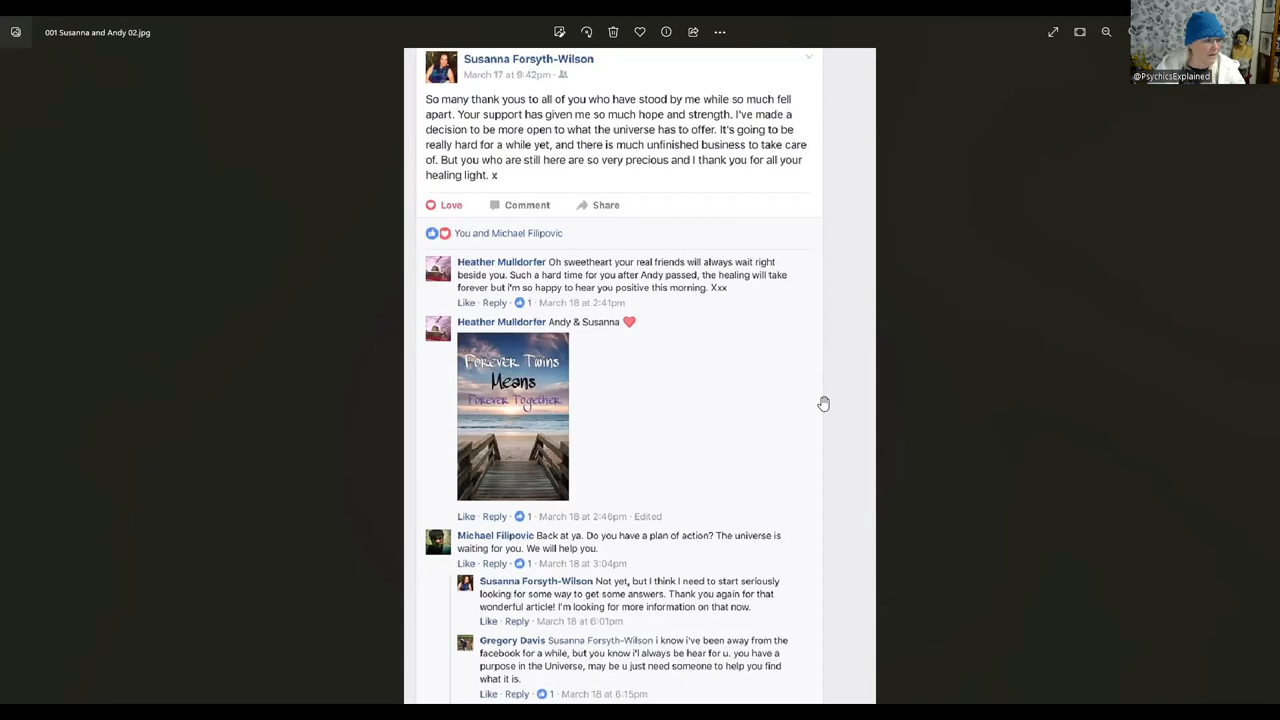 001 Susanna and Andy 02.jpg
@PsychicsExplained
Susanna Forsyth-Wilson
March 17 at 9:42pm ·
So many thank yous to all of you who have stood by me while so much fell
apart. Your support has given me so much hope and strength. I've made a
decision to be more open to what the universe has to offer. It's going to be
really hard for a while yet, and there is much unfinished business to take care
of. But you who are still here are so very precious and I thank you for all your
healing light. x
Love Comment Share
You and Michael Filipovic
Heather Mulldorfer Oh sweetheart your real friends will always wait right
beside you. Such a hard time for you after Andy passed, the healing will take
forever but i'm so happy to hear you positive this morning. Xxx
Like · Reply · 1 · March 18 at 2:41pm
Heather Mulldorfer Andy & Susanna ❤
Forever Twins
Means
Forever Together
Like · Reply · 1 · March 18 at 2:46pm · Edited
Michael Filipovic Back at ya. Do you have a plan of action? The universe is
waiting for you. We will help you.
Like · Reply · 1 · March 18 at 3:04pm
Susanna Forsyth-Wilson Not yet, but I think I need to start seriously
looking for some way to get some answers. Thank you again for that
wonderful article! I'm looking for more information on that now.
Like · Reply · March 18 at 6:01pm
Gregory Davis Susanna Forsyth-Wilson i know i've been away from the
facebook for a while, but you know i'l always be hear for u. you have a
purpose in the Universe, may be u just need someone to help you find
what it is.
Like · Reply · 1 · March 18 at 6:15pm